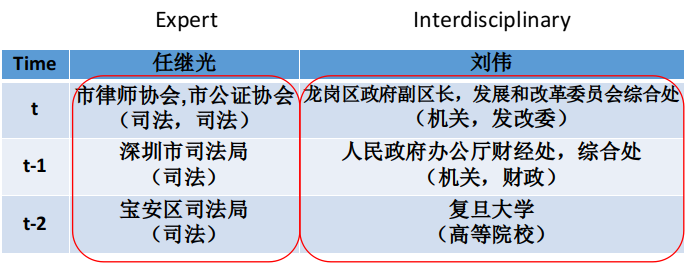 Expert Interdisciplinary
Time 任继光 刘伟
t 市律师协会,市公证协会 龙岗区政府副区长，发展和改革委员会综合处
（司法，司法） （机关，发改委）
t-1 深圳市司法局 人民政府办公厅财经处，综合处
（司法） （机关，财政）
t-2 宝安区司法局 复旦大学
（司法） （高等院校）